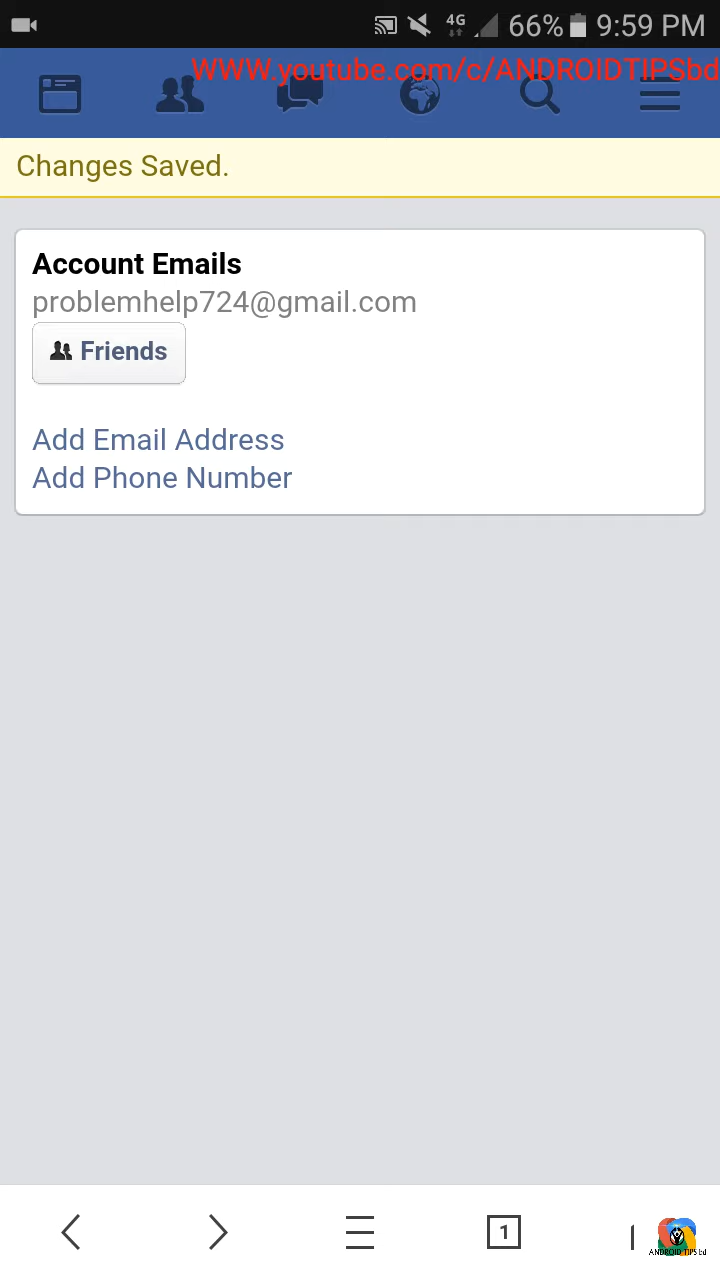 4G 66% 9:59 PM
WWW.youtube.com/c/ANDROIDTIPSbd
Changes Saved.
Account Emails
problemhelp724@gmail.com
Friends
Add Email Address
Add Phone Number
1
ANDROID TIPS bd